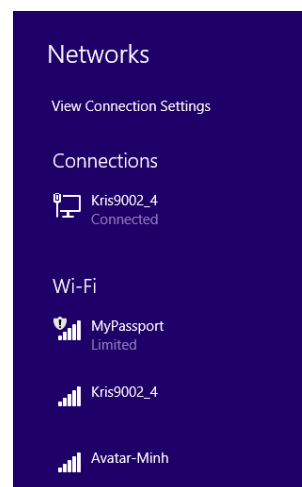 Networks
View Connection Settings
Connections
Kris9002_4
Connected
Wi-Fi
MyPassport
Limited
Kris9002_4
Avatar-Minh